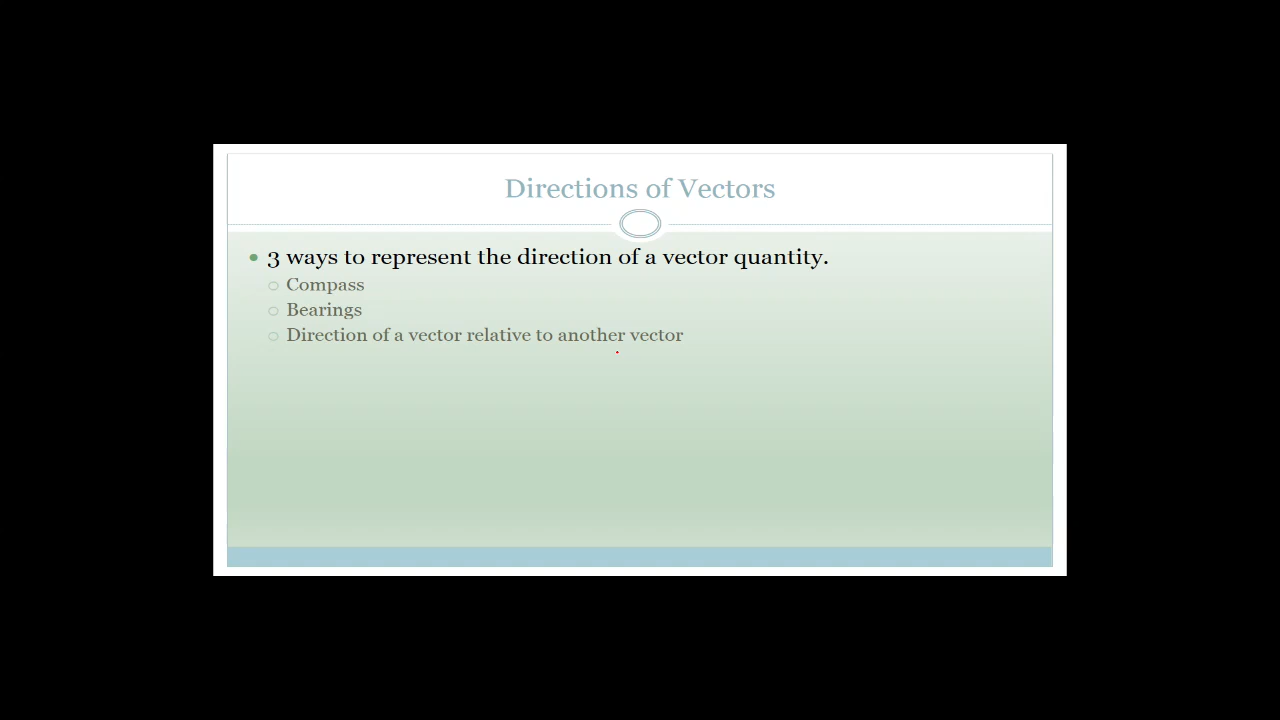 Directions of Vectors
3 ways to represent the direction of a vector quantity.
Compass
Bearings
Direction of a vector relative to another vector